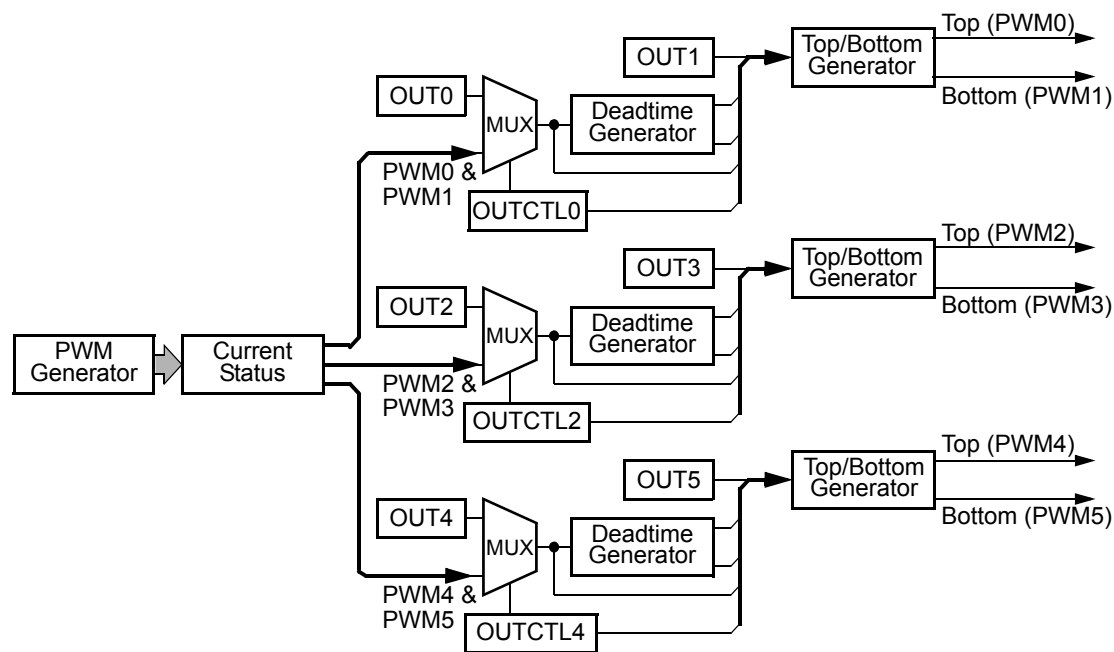 Top (PWM0)
OUT1
Top/Bottom
Generator
Bottom (PWM1)
OUT0
MUX
Deadtime
Generator
PWM0 &
PWM1
OUTCTL0
Top (PWM2)
OUT3
Top/Bottom
Generator
Bottom (PWM3)
OUT2
MUX
Deadtime
Generator
PWM
Generator
Current
Status
PWM2 &
PWM3
OUTCTL2
Top (PWM4)
OUT5
Top/Bottom
Generator
Bottom (PWM5)
OUT4
MUX
Deadtime
Generator
PWM4 &
PWM5
OUTCTL4